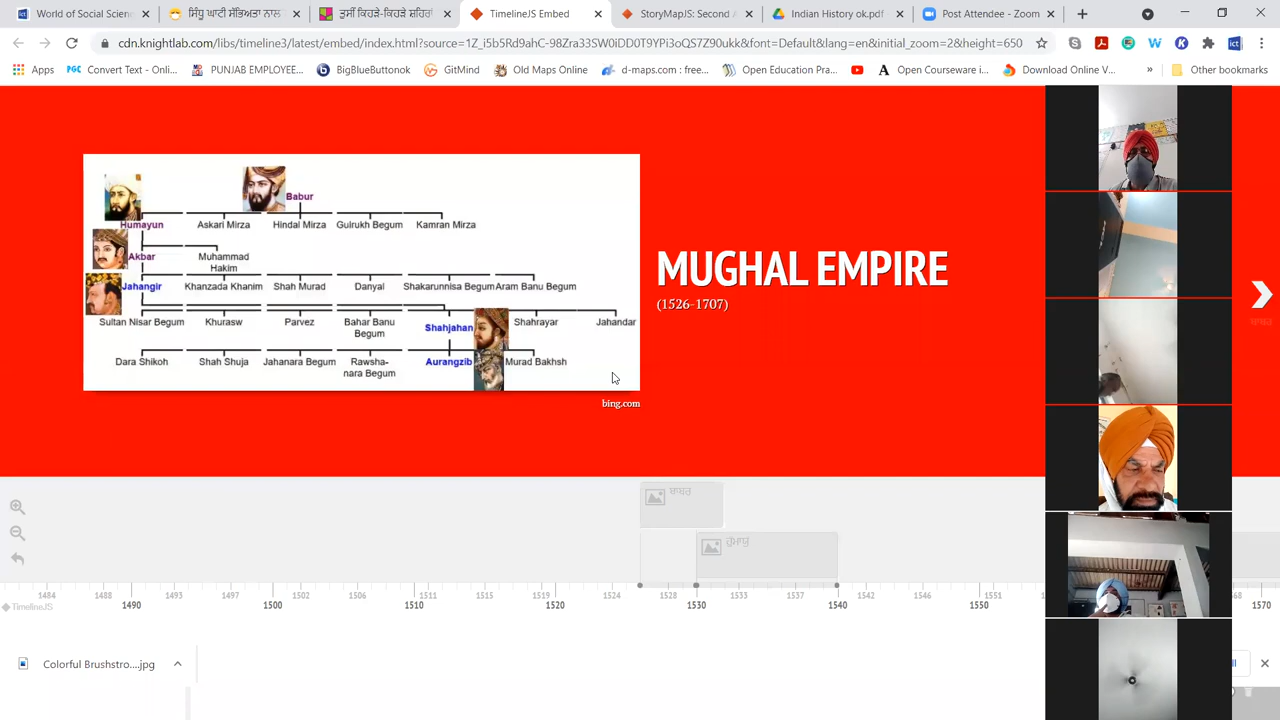 World of Social Scienc
ਸਿੰਧੂ ਘਾਟੀ ਸੱਭਿਅਤਾ ਨਾਲ
ਤੁਸੀਂ ਕਿਹੜੇ-ਕਿਹੜੇ ਸ਼ਹਿਰਾਂ
TimelineJS Embed
StoryMapJS: Second A
Indian History ok.pdf
Post Attendee - Zoom
cdn.knightlab.com/libs/timeline3/latest/embed/index.html?source=1Z_i5b5Rd9ahC-98Zra33SW0iDD0T9YPi3oQS7Z90ukk&font=Default&lang=en&initial_zoom=2&height=650
Apps
PGC Convert Text - Onli...
PUNJAB EMPLOYEE...
BigBlueButtonok
GitMind
Old Maps Online
d-maps.com : free...
Open Education Pra...
Open Courseware i...
Download Online V...
»
Other bookmarks
Babur
Humayun Askari Mirza Hindal Mirza Gulrukh Begum Kamran Mirza
Akbar Muhammad
Hakim
Jahangir Khanzada Khanim Shah Murad Danyal Shakarunnisa Begum Aram Banu Begum
Sultan Nisar Begum Khurasw Parvez Bahar Banu
Begum Shahjahan Shahrayar Jahandar
Dara Shikoh Shah Shuja Jahanara Begum Rawsha-
nara Begum Aurangzib Murad Bakhsh
bing.com
MUGHAL EMPIRE
(1526-1707)
ਬਾਬਰ
ਹੁੰਮਾਯੂੰ
1484 1488 1493 1497 1502 1506 1511 1515 1519 1524 1528 1533 1537 1542 1546 1551 568
1490 1500 1510 1520 1530 1540 1550 1570
TimelineJS
Colorful Brushstro....jpg